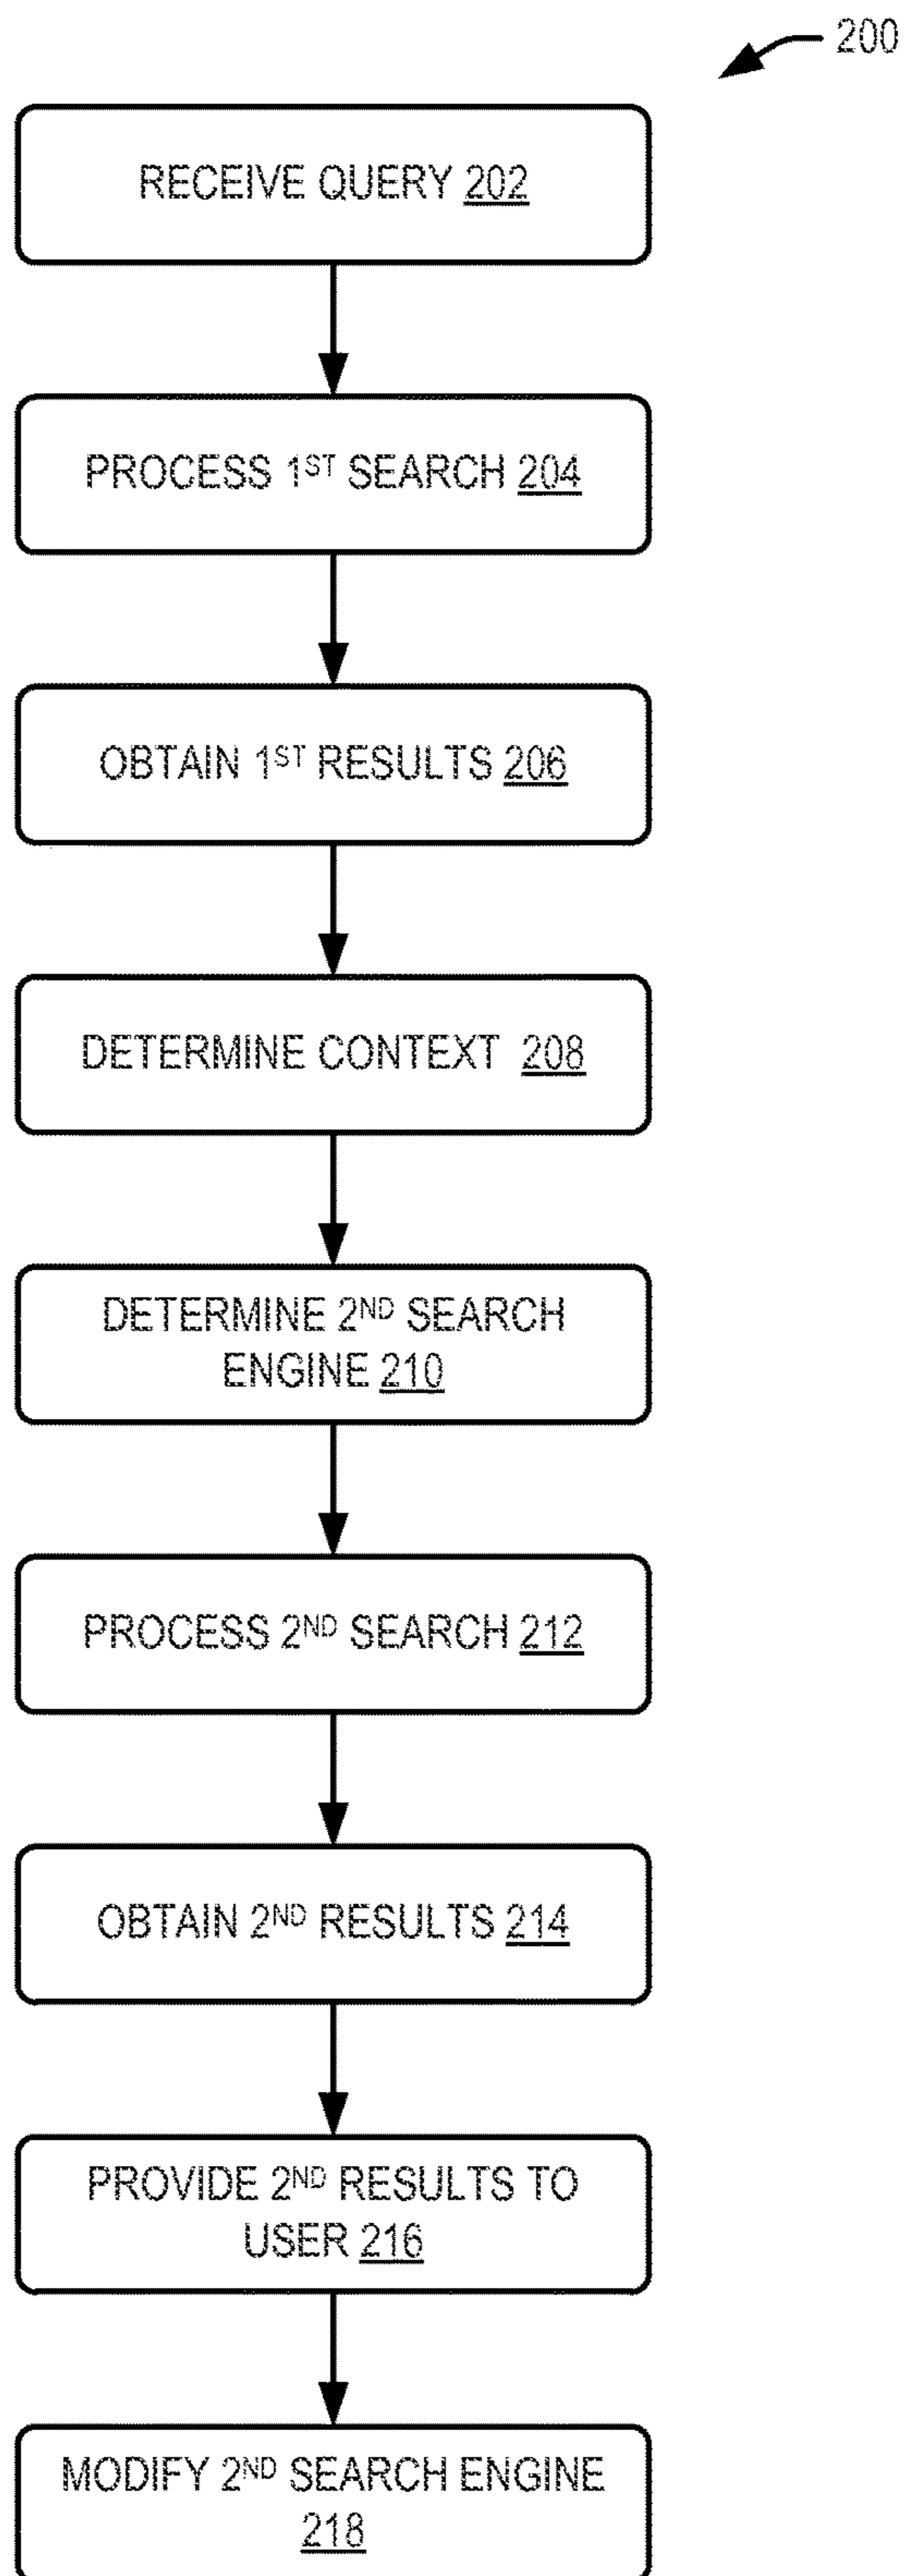 200
RECEIVE QUERY 202
PROCESS 1ST SEARCH 204
OBTAIN 1ST RESULTS 206
DETERMINE CONTEXT 208
DETERMINE 2ND SEARCH
ENGINE 210
PROCESS 2ND SEARCH 212
OBTAIN 2ND RESULTS 214
PROVIDE 2ND RESULTS TO
USER 216
MODIFY 2ND SEARCH ENGINE
218